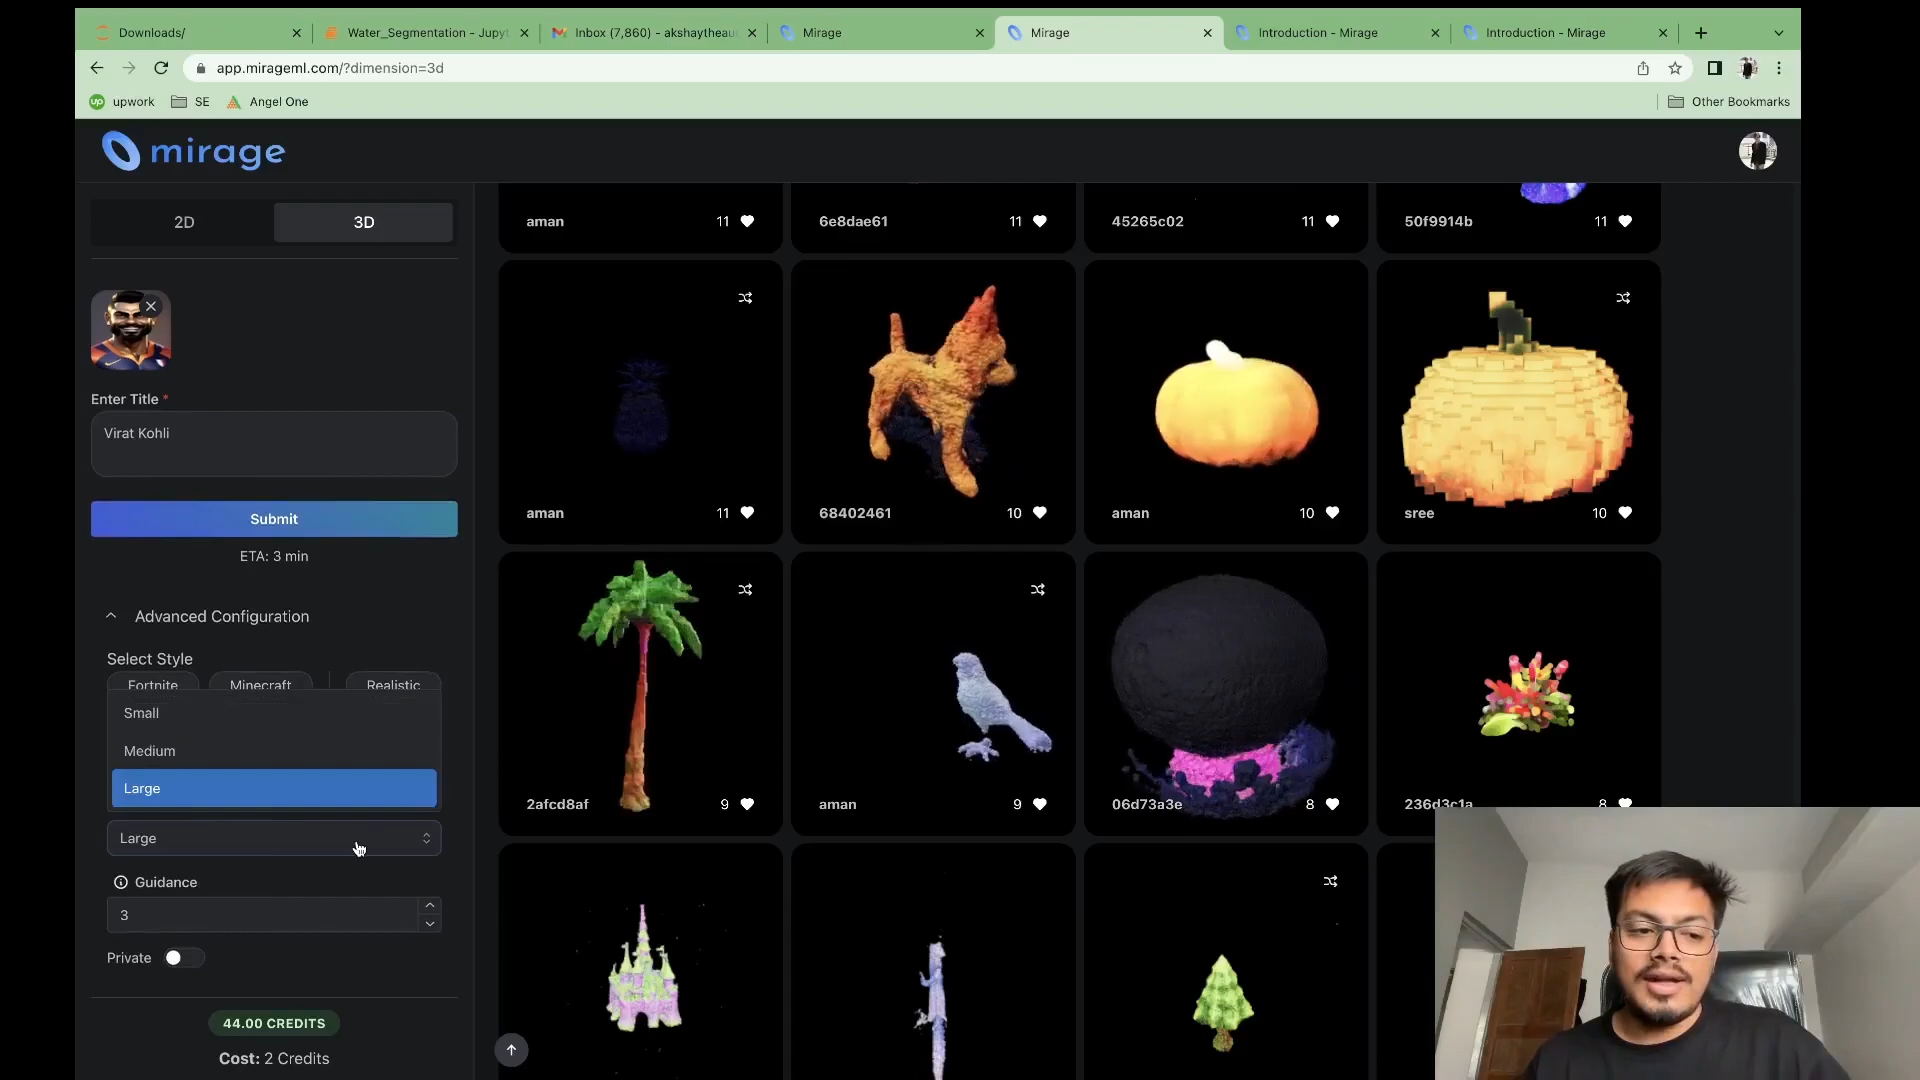 Downloads/
Water_Segmentation - Jupyt
Inbox (7,860) - akshaytheau
Mirage
Mirage
Introduction - Mirage
Introduction - Mirage
app.mirageml.com/?dimension=3d
up
upwork
SE
Angel One
Other Bookmarks
mirage
2D
3D
aman
11
6e8dae61
11
45265c02
11
50f9914b
11
Enter Title *
Virat Kohli
Submit
ETA: 3 min
aman
11
68402461
10
aman
10
sree
10
Advanced Configuration
Select Style
Fortnite
Minecraft
Realistic
Small
Medium
Large
Large
2afcd8af
9
aman
9
06d73a3e
8
236d3c1a
8
Guidance
3
Private
44.00 CREDITS
Cost: 2 Credits